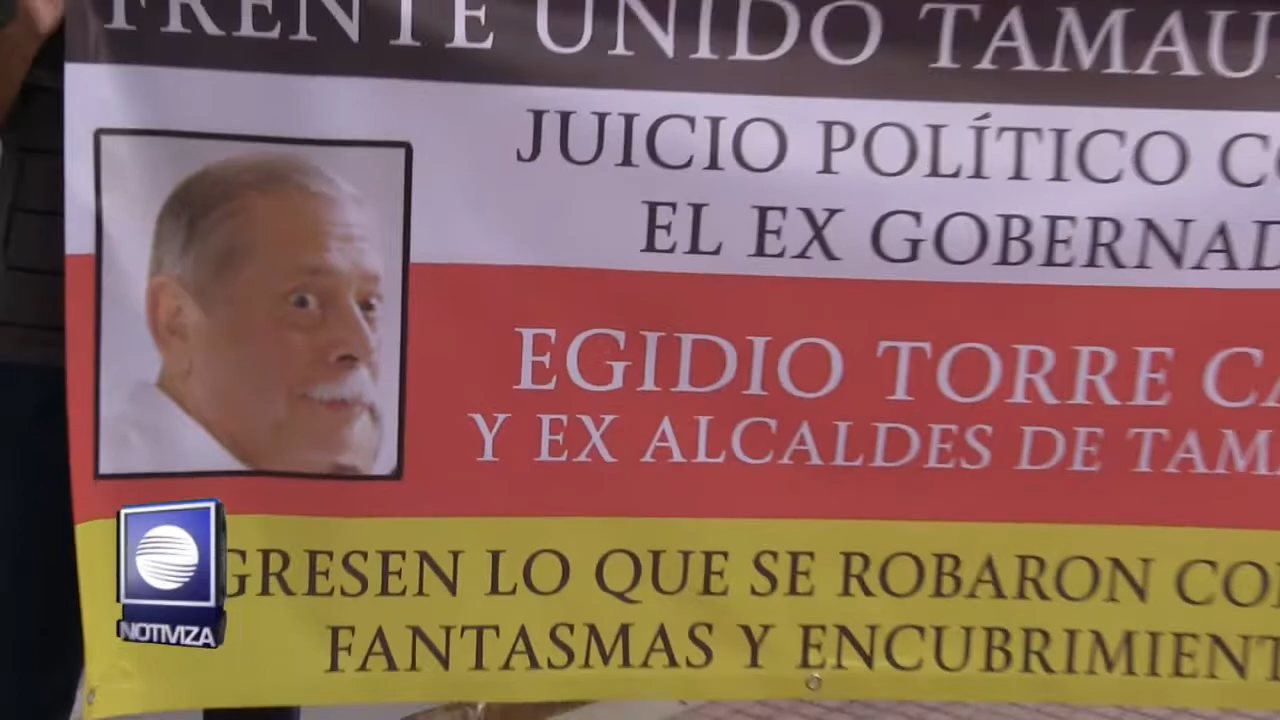 FRENTE UNIDO TAMAU
JUICIO POLÍTICO CO
EL EX GOBERNAD
EGIDIO TORRE CA
Y EX ALCALDES DE TAM
GRESEN LO QUE SE ROBARON CO
FANTASMAS Y ENCUBRIMIENT
NOTIVIZA